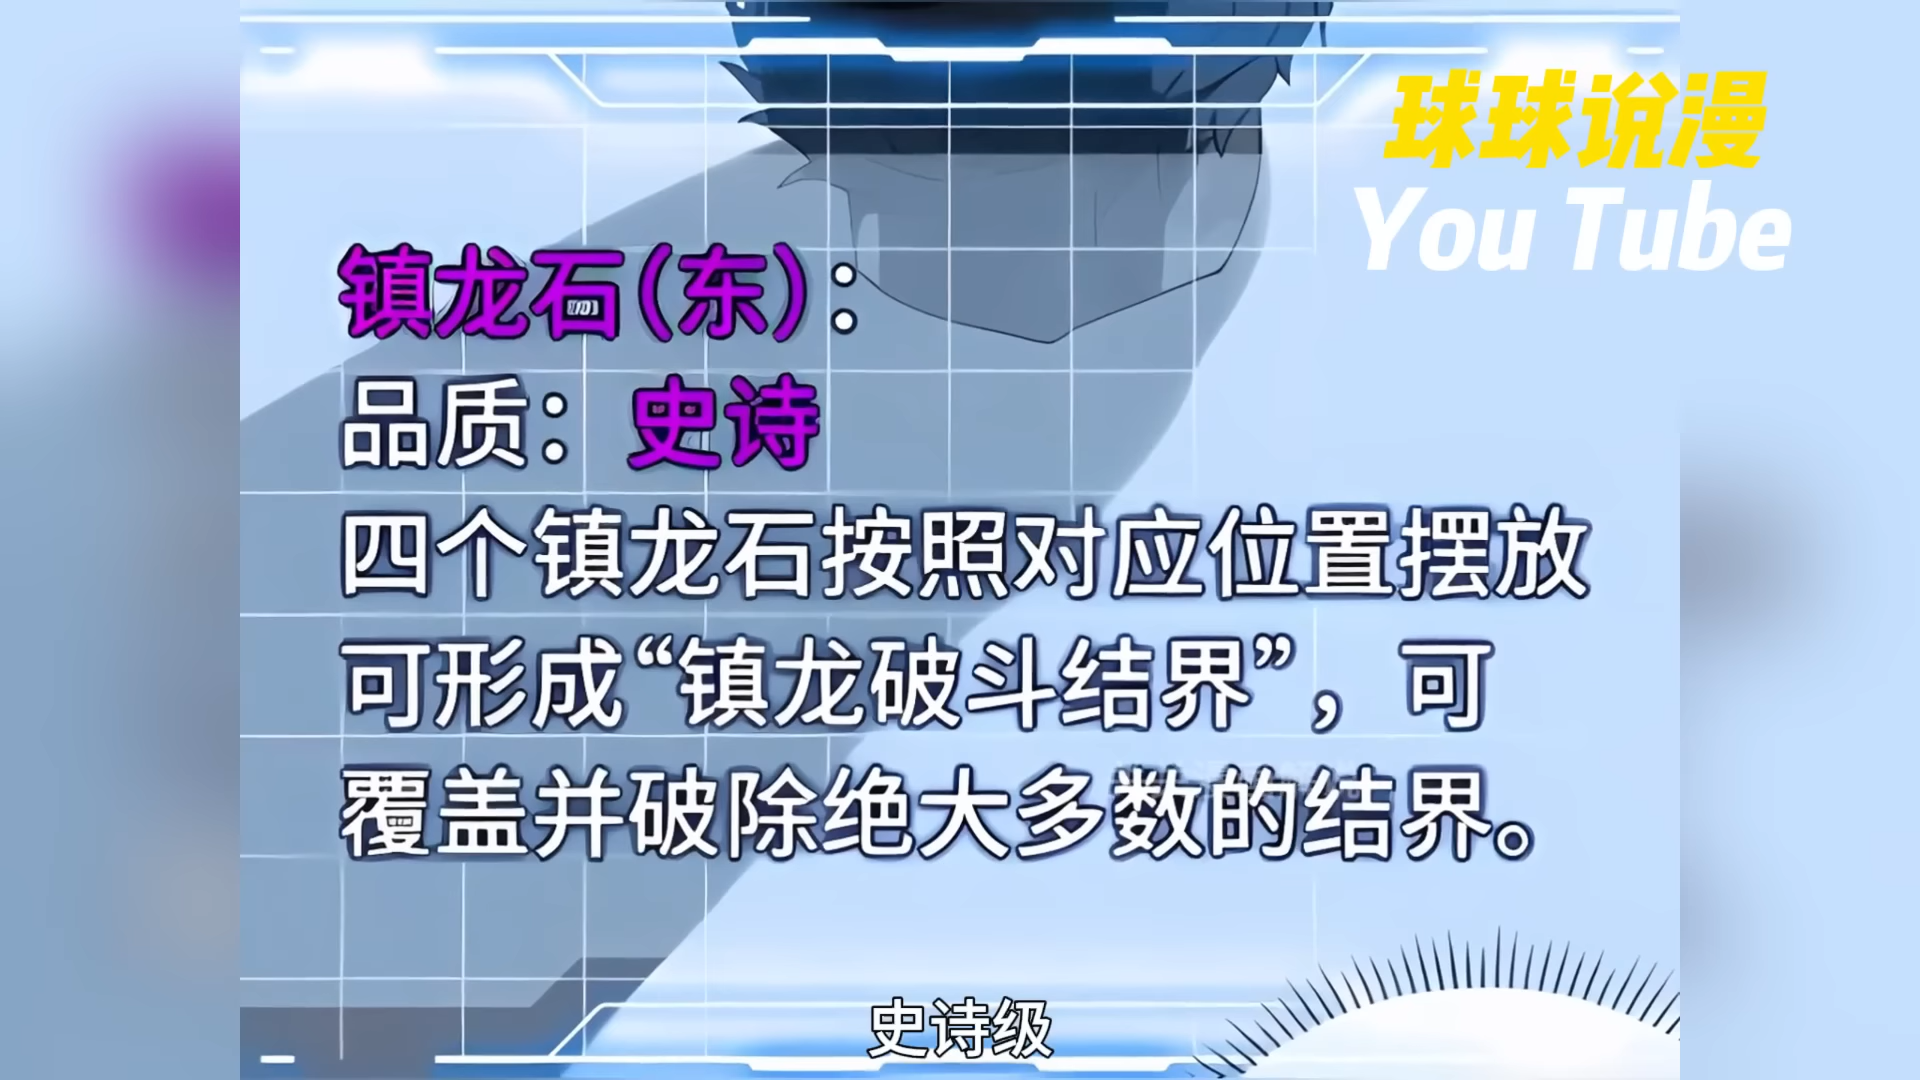 球球说漫
You Tube
镇龙石(东)：
品质：史诗
四个镇龙石按照对应位置摆放
可形成“镇龙破斗结界”，可
覆盖并破除绝大多数的结界。
史诗级